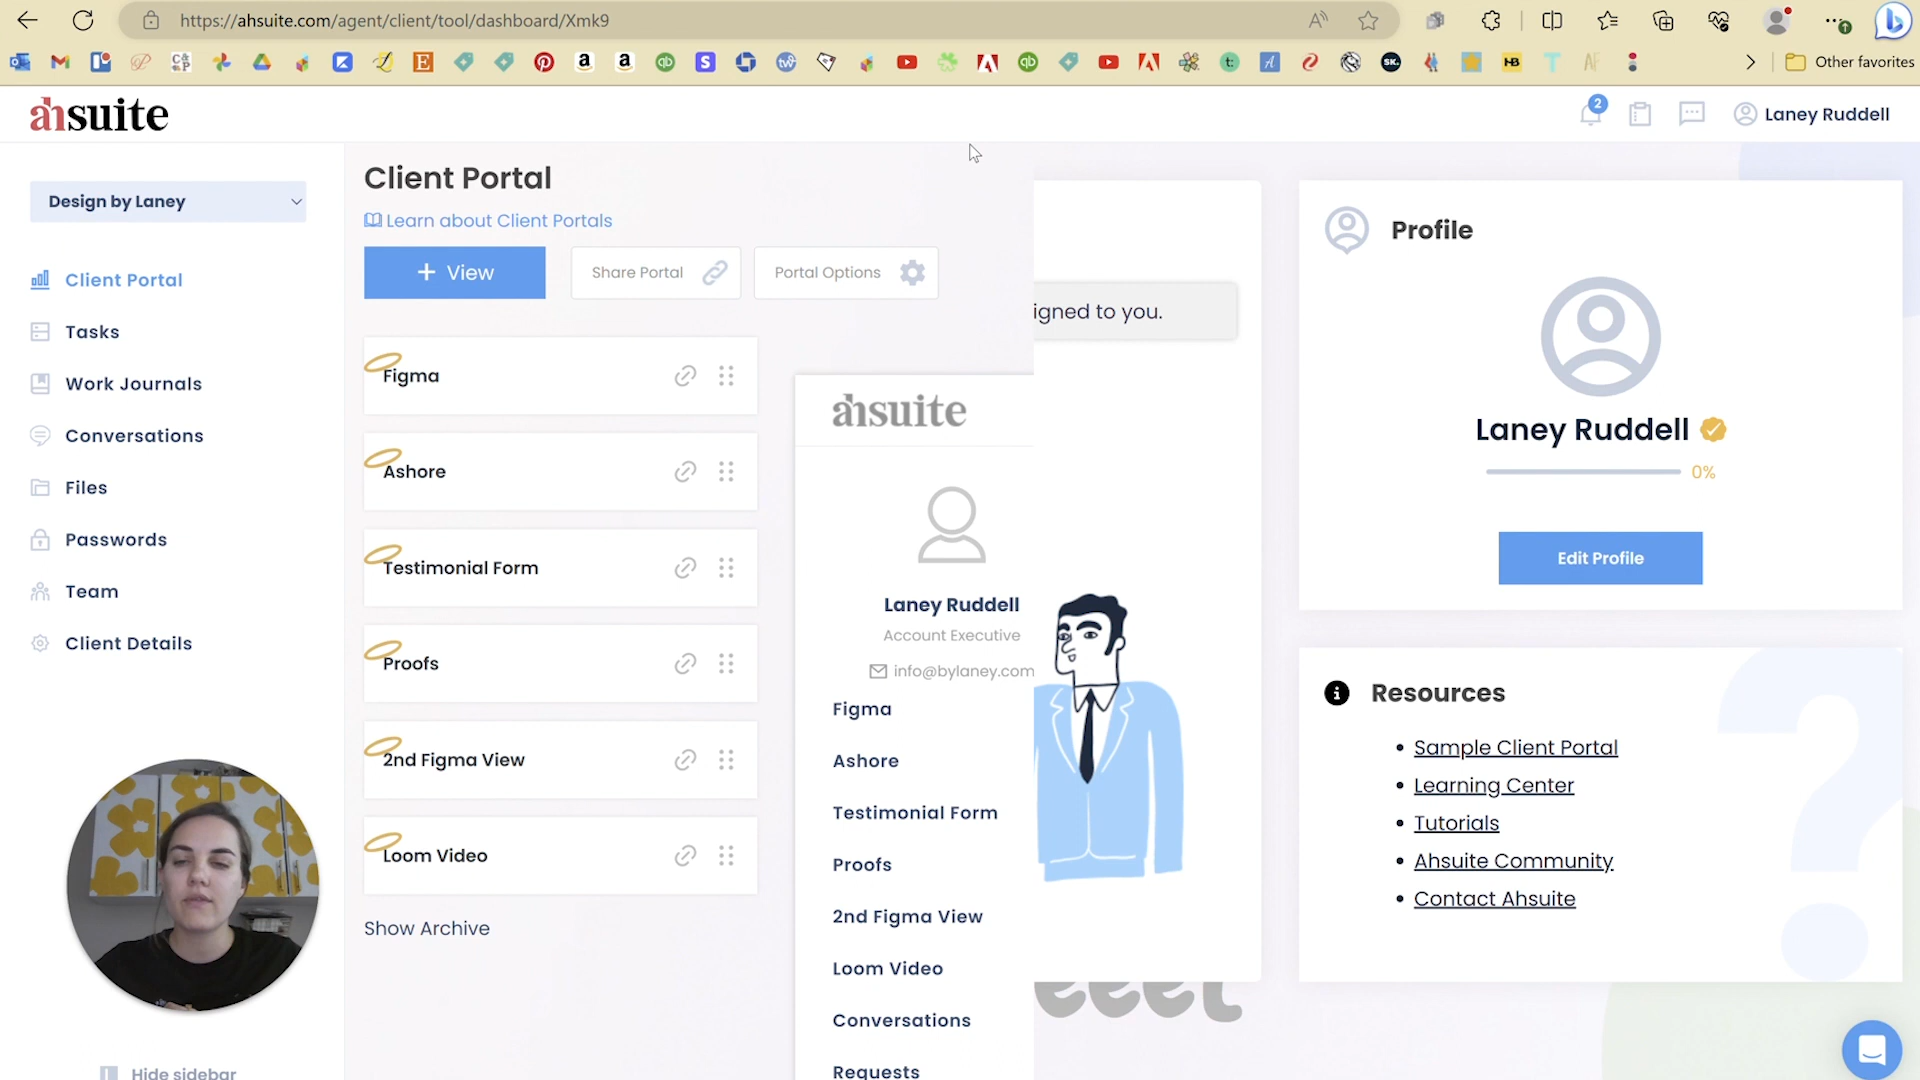 https://ahsuite.com/agent/client/tool/dashboard/Xmk9
Other favorites
ahsuite
2
Laney Ruddell
Design by Laney
Client Portal
Tasks
Work Journals
Conversations
Files
Passwords
Team
Client Details
Hide sidebar
Client Portal
Learn about Client Portals
+ View
Share Portal
Portal Options
Figma
Ashore
Testimonial Form
Proofs
2nd Figma View
Loom Video
Show Archive
ahsuite
Laney Ruddell
Account Executive
info@bylaney.com
Figma
Ashore
Testimonial Form
Proofs
2nd Figma View
Loom Video
Conversations
Requests
igned to you.
Profile
Laney Ruddell
0%
Edit Profile
Resources
Sample Client Portal
Learning Center
Tutorials
Ahsuite Community
Contact Ahsuite